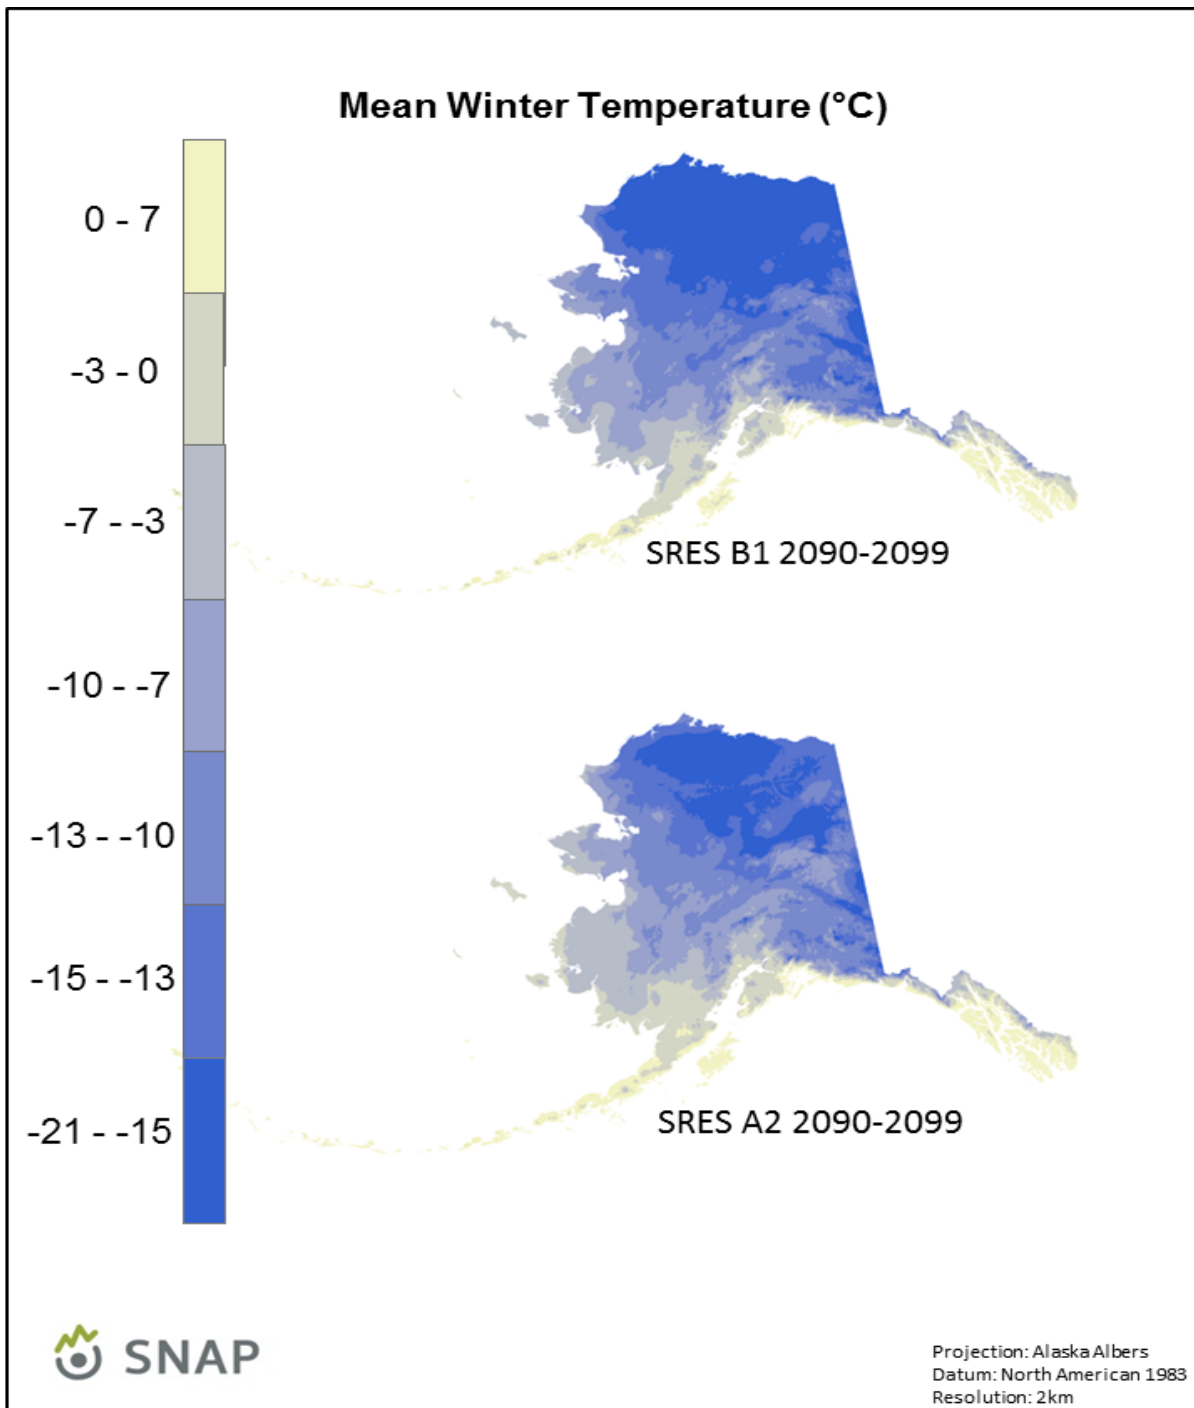 Mean Winter Temperature (°C)
0 - 7
-3 - 0
-7 - -3
-10 - -7
-13 - -10
-15 - -13
-21 - -15
SRES B1 2090-2099
SRES A2 2090-2099
SNAP
Projection: Alaska Albers
Datum: North American 1983
Resolution: 2km